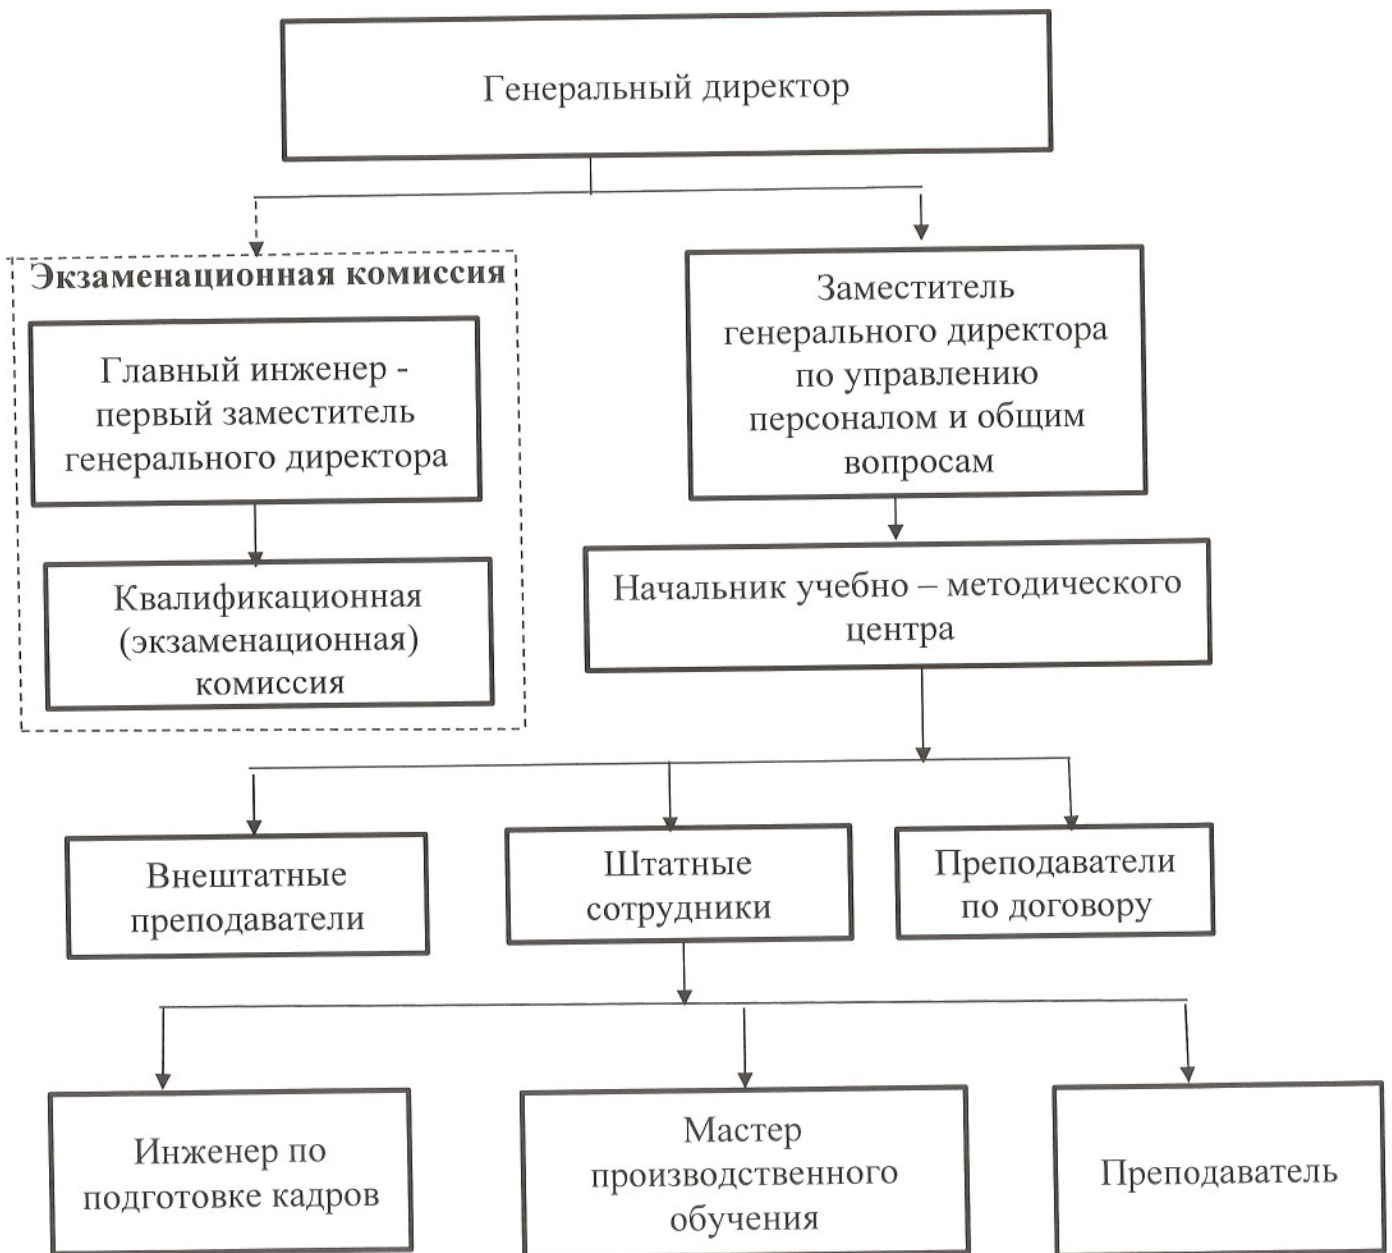 Генеральный директор
Экзаменационная комиссия
Главный инженер -
первый заместитель
генерального директора
Квалификационная
(экзаменационная)
комиссия
Заместитель
генерального директора
по управлению
персоналом и общим
вопросам
Начальник учебно – методического
центра
Внештатные
преподаватели
Штатные
сотрудники
Преподаватели
по договору
Инженер по
подготовке кадров
Мастер
производственного
обучения
Преподаватель